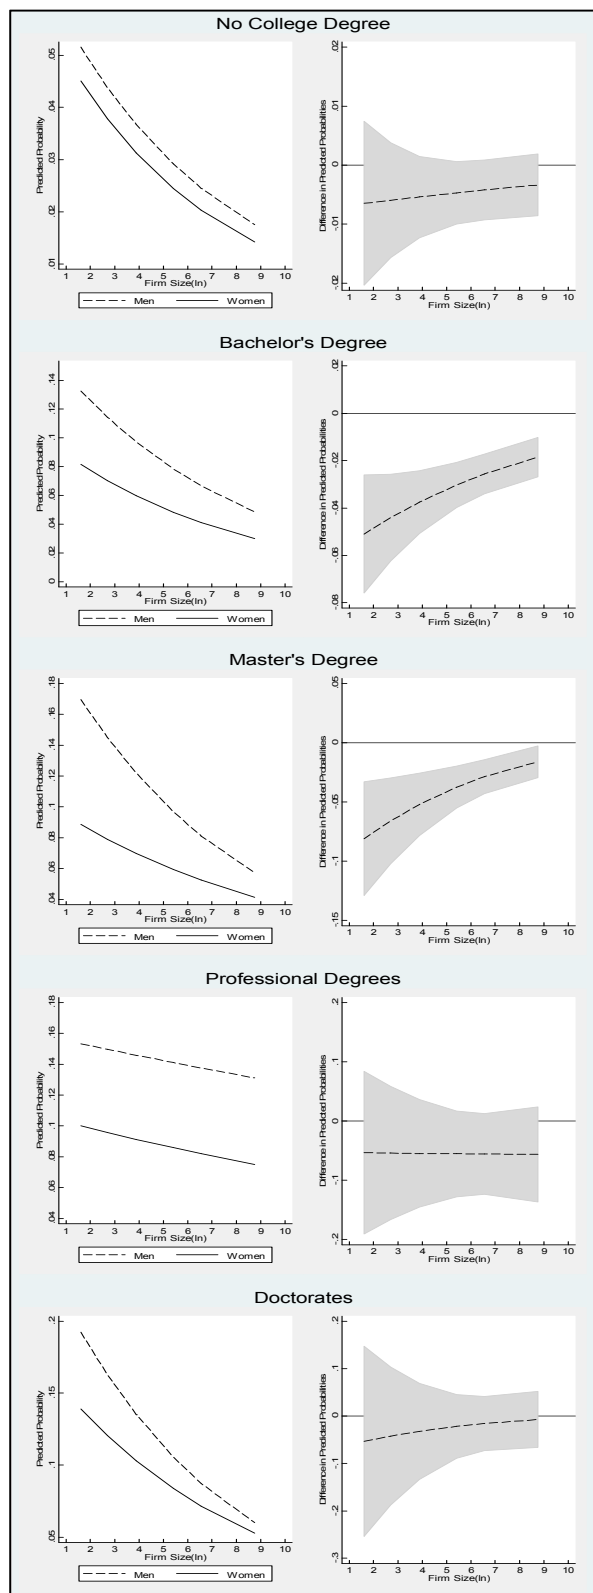 No College Degree
Predicted Probability
.05
.04
.03
.02
.01
1 2 3 4 5 6 7 8 9 10
Firm Size(ln)
Men Women
Difference in Predicted Probabilities
.02
.01
0
-.01
-.02
1 2 3 4 5 6 7 8 9 10
Firm Size(ln)
Bachelor's Degree
Predicted Probability
.14
.12
.1
.08
.06
.04
.02
0
1 2 3 4 5 6 7 8 9 10
Firm Size(ln)
Men Women
Difference in Predicted Probabilities
.02
0
-.02
-.04
-.06
-.08
1 2 3 4 5 6 7 8 9 10
Firm Size(ln)
Master's Degree
Predicted Probability
.18
.16
.14
.12
.1
.08
.06
.04
1 2 3 4 5 6 7 8 9 10
Firm Size(ln)
Men Women
Difference in Predicted Probabilities
.05
0
-.05
-.1
-.15
1 2 3 4 5 6 7 8 9 10
Firm Size(ln)
Professional Degrees
Predicted Probability
.18
.16
.14
.12
.1
.08
.06
.04
1 2 3 4 5 6 7 8 9 10
Firm Size(ln)
Men Women
Difference in Predicted Probabilities
.2
.1
0
-.1
-.2
1 2 3 4 5 6 7 8 9 10
Firm Size(ln)
Doctorates
Predicted Probability
.2
.15
.1
.05
1 2 3 4 5 6 7 8 9 10
Firm Size(ln)
Men Women
Difference in Predicted Probabilities
.2
.1
0
-.1
-.2
-.3
1 2 3 4 5 6 7 8 9 10
Firm Size(ln)